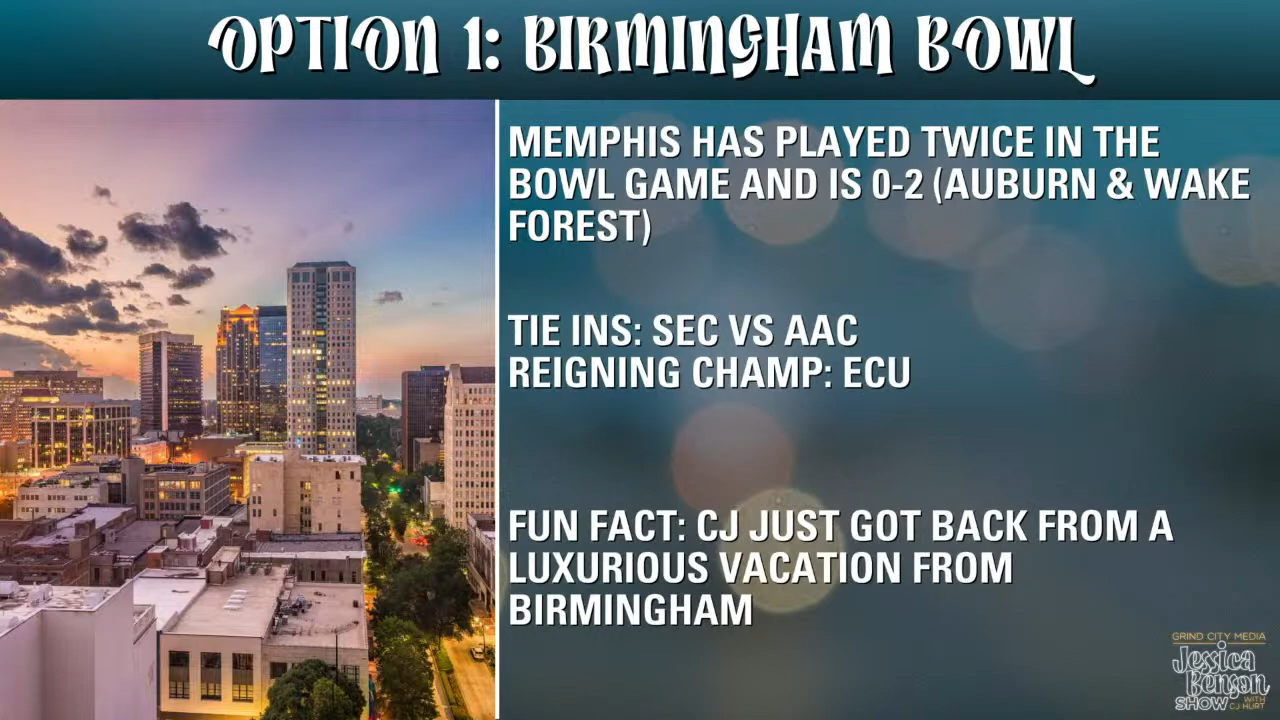 OPTION 1: BIRMINGHAM BOWL
MEMPHIS HAS PLAYED TWICE IN THE
BOWL GAME AND IS 0-2 (AUBURN & WAKE
FOREST)
TIE INS: SEC VS AAC
REIGNING CHAMP: ECU
FUN FACT: CJ JUST GOT BACK FROM A
LUXURIOUS VACATION FROM
BIRMINGHAM
GRIND CITY MEDIA
Jessica
Benson
SHOW WITH
CJ HURT